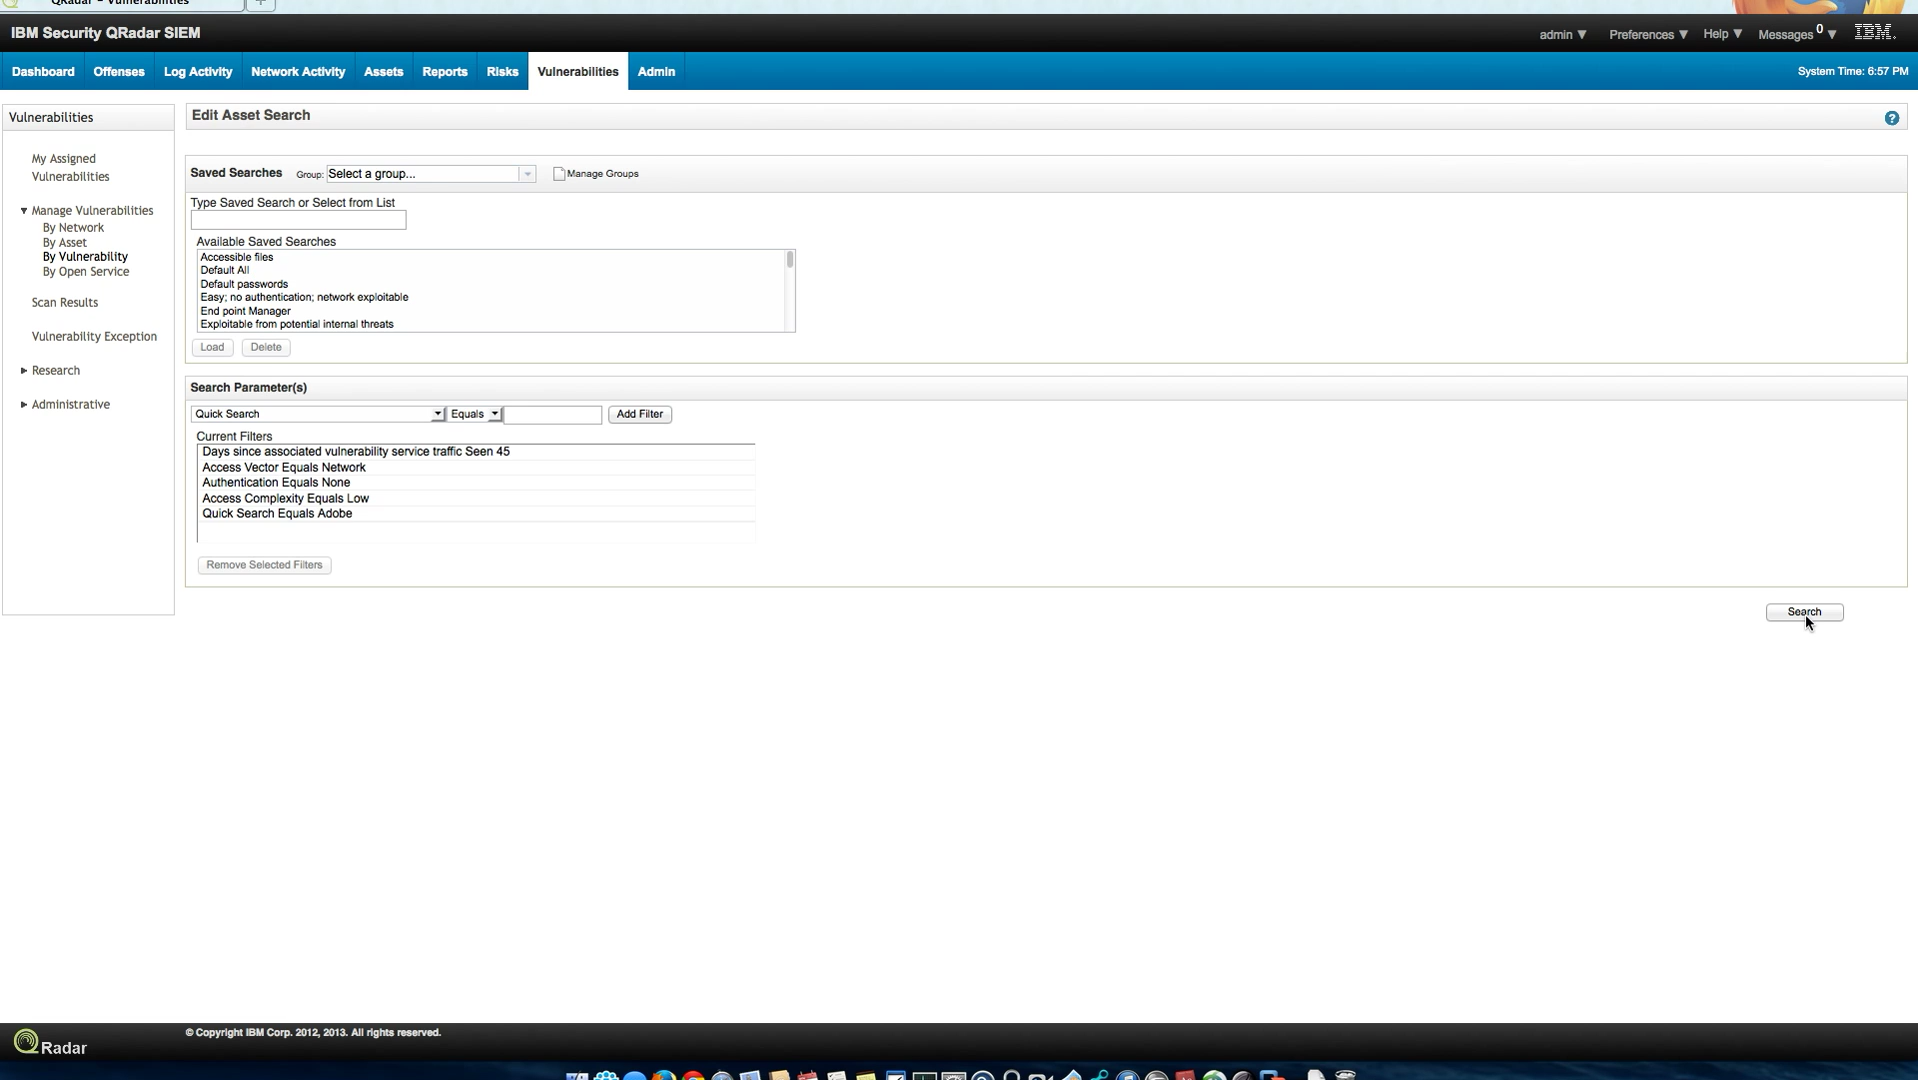 QRadar - Vulnerabilities
IBM Security QRadar SIEM
admin ▼ Preferences ▼ Help ▼ Messages 0 ▼ IBM.
Dashboard Offenses Log Activity Network Activity Assets Reports Risks Vulnerabilities Admin System Time: 6:57 PM
Vulnerabilities
My Assigned
Vulnerabilities
▼ Manage Vulnerabilities
By Network
By Asset
By Vulnerability
By Open Service
Scan Results
Vulnerability Exception
► Research
► Administrative
Edit Asset Search ?
Saved Searches Group: Select a group... Manage Groups
Type Saved Search or Select from List
Available Saved Searches
Accessible files
Default All
Default passwords
Easy; no authentication; network exploitable
End point Manager
Exploitable from potential internal threats
Load Delete
Search Parameter(s)
Quick Search Equals Add Filter
Current Filters
Days since associated vulnerability service traffic Seen 45
Access Vector Equals Network
Authentication Equals None
Access Complexity Equals Low
Quick Search Equals Adobe
Remove Selected Filters
Search
© Copyright IBM Corp. 2012, 2013. All rights reserved.
QRadar